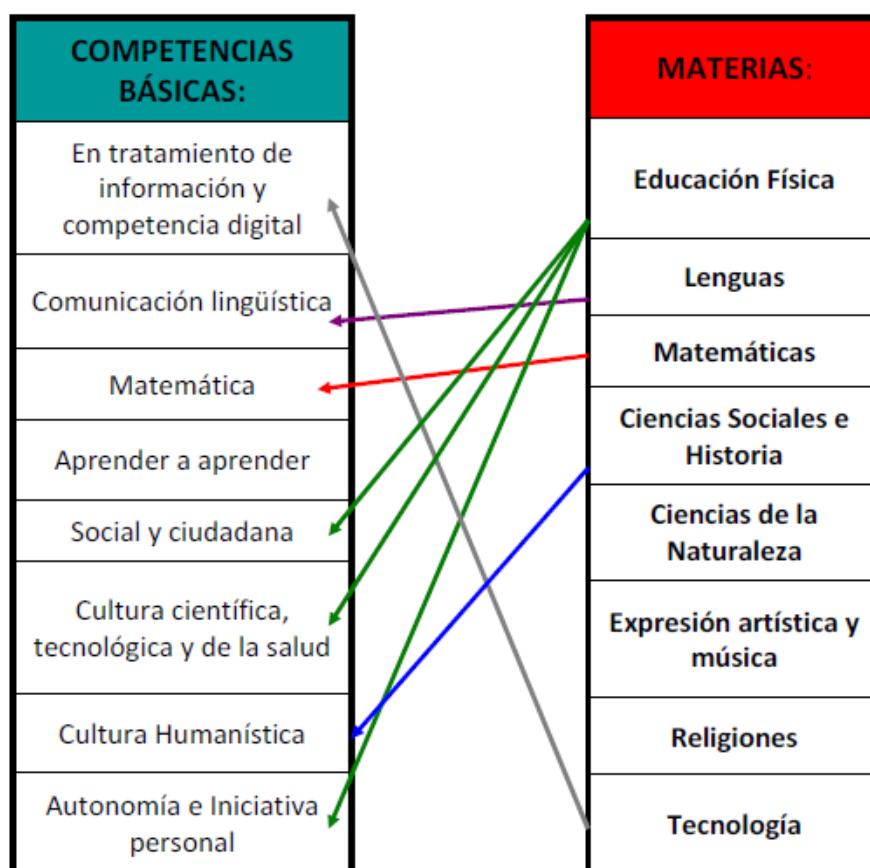 COMPETENCIAS
BÁSICAS:
En tratamiento de
información y
competencia digital
Comunicación lingüística
Matemática
Aprender a aprender
Social y ciudadana
Cultura científica,
tecnológica y de la salud
Cultura Humanística
Autonomía e Iniciativa
personal
MATERIAS:
Educación Física
Lenguas
Matemáticas
Ciencias Sociales e
Historia
Ciencias de la
Naturaleza
Expresión artística y
música
Religiones
Tecnología